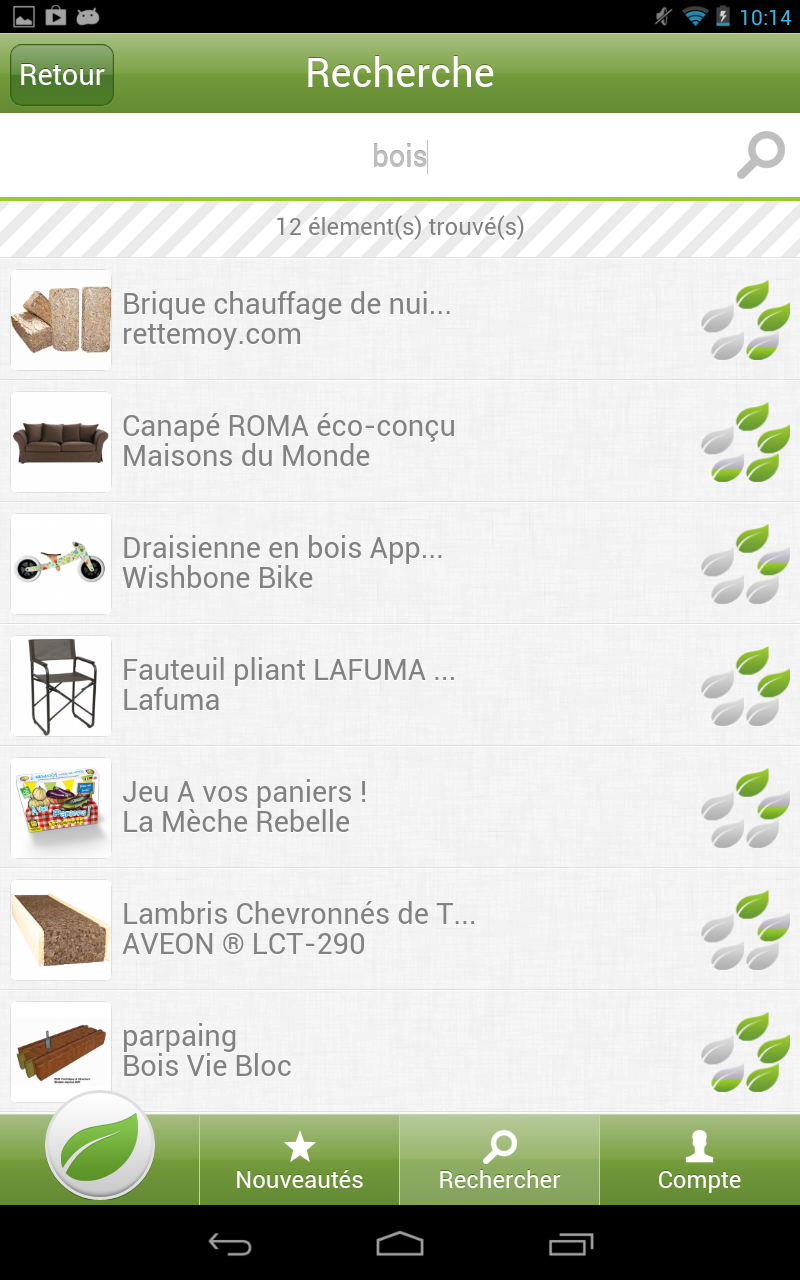 10:14
Retour
Recherche
bois
12 élement(s) trouvé(s)
Brique chauffage de nui...
rettemoy.com
Canapé ROMA éco-conçu
Maisons du Monde
Draisienne en bois App...
Wishbone Bike
Fauteuil pliant LAFUMA ...
Lafuma
Jeu A vos paniers !
La Mèche Rebelle
Lambris Chevronnés de T...
AVEON ® LCT-290
parpaing
Bois Vie Bloc
Nouveautés
Rechercher
Compte